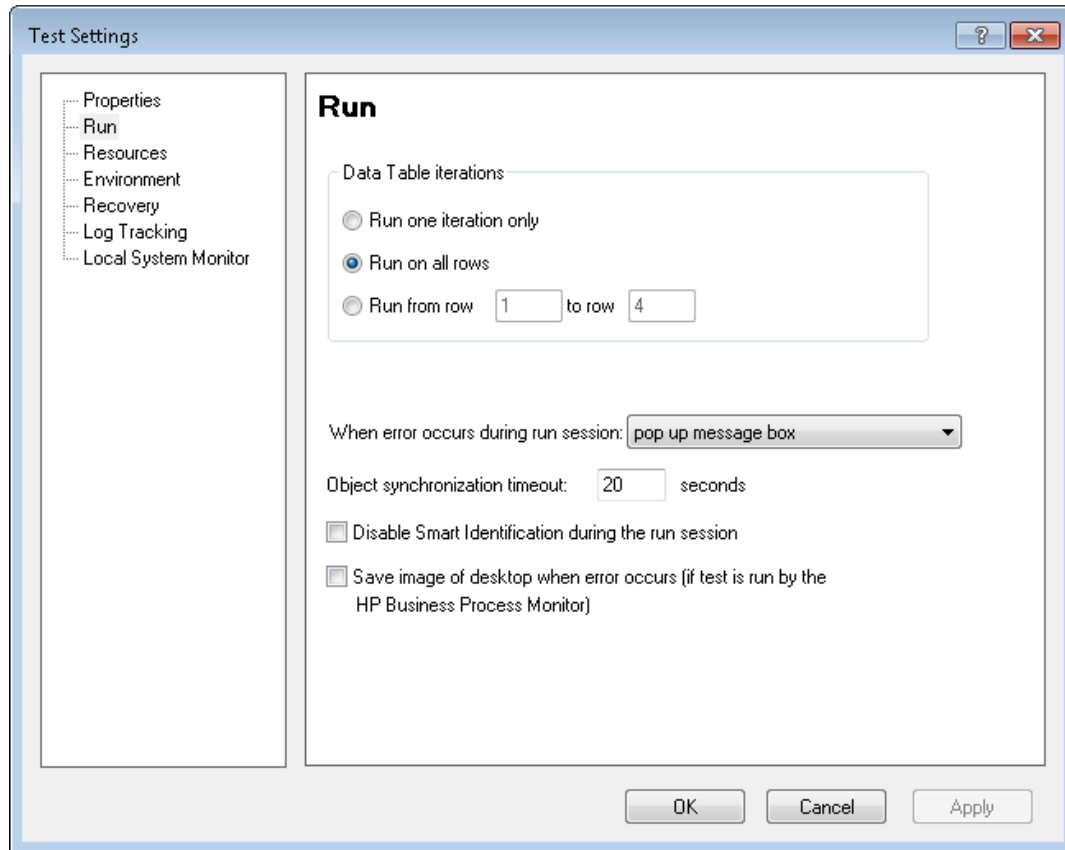 Test Settings
Properties
Run
Resources
Environment
Recovery
Log Tracking
Local System Monitor
Run
Data Table iterations
Run one iteration only
Run on all rows
Run from row 1 to row 4
When error occurs during run session: pop up message box
Object synchronization timeout: 20 seconds
Disable Smart Identification during the run session
Save image of desktop when error occurs (if test is run by the
HP Business Process Monitor)
OK Cancel Apply